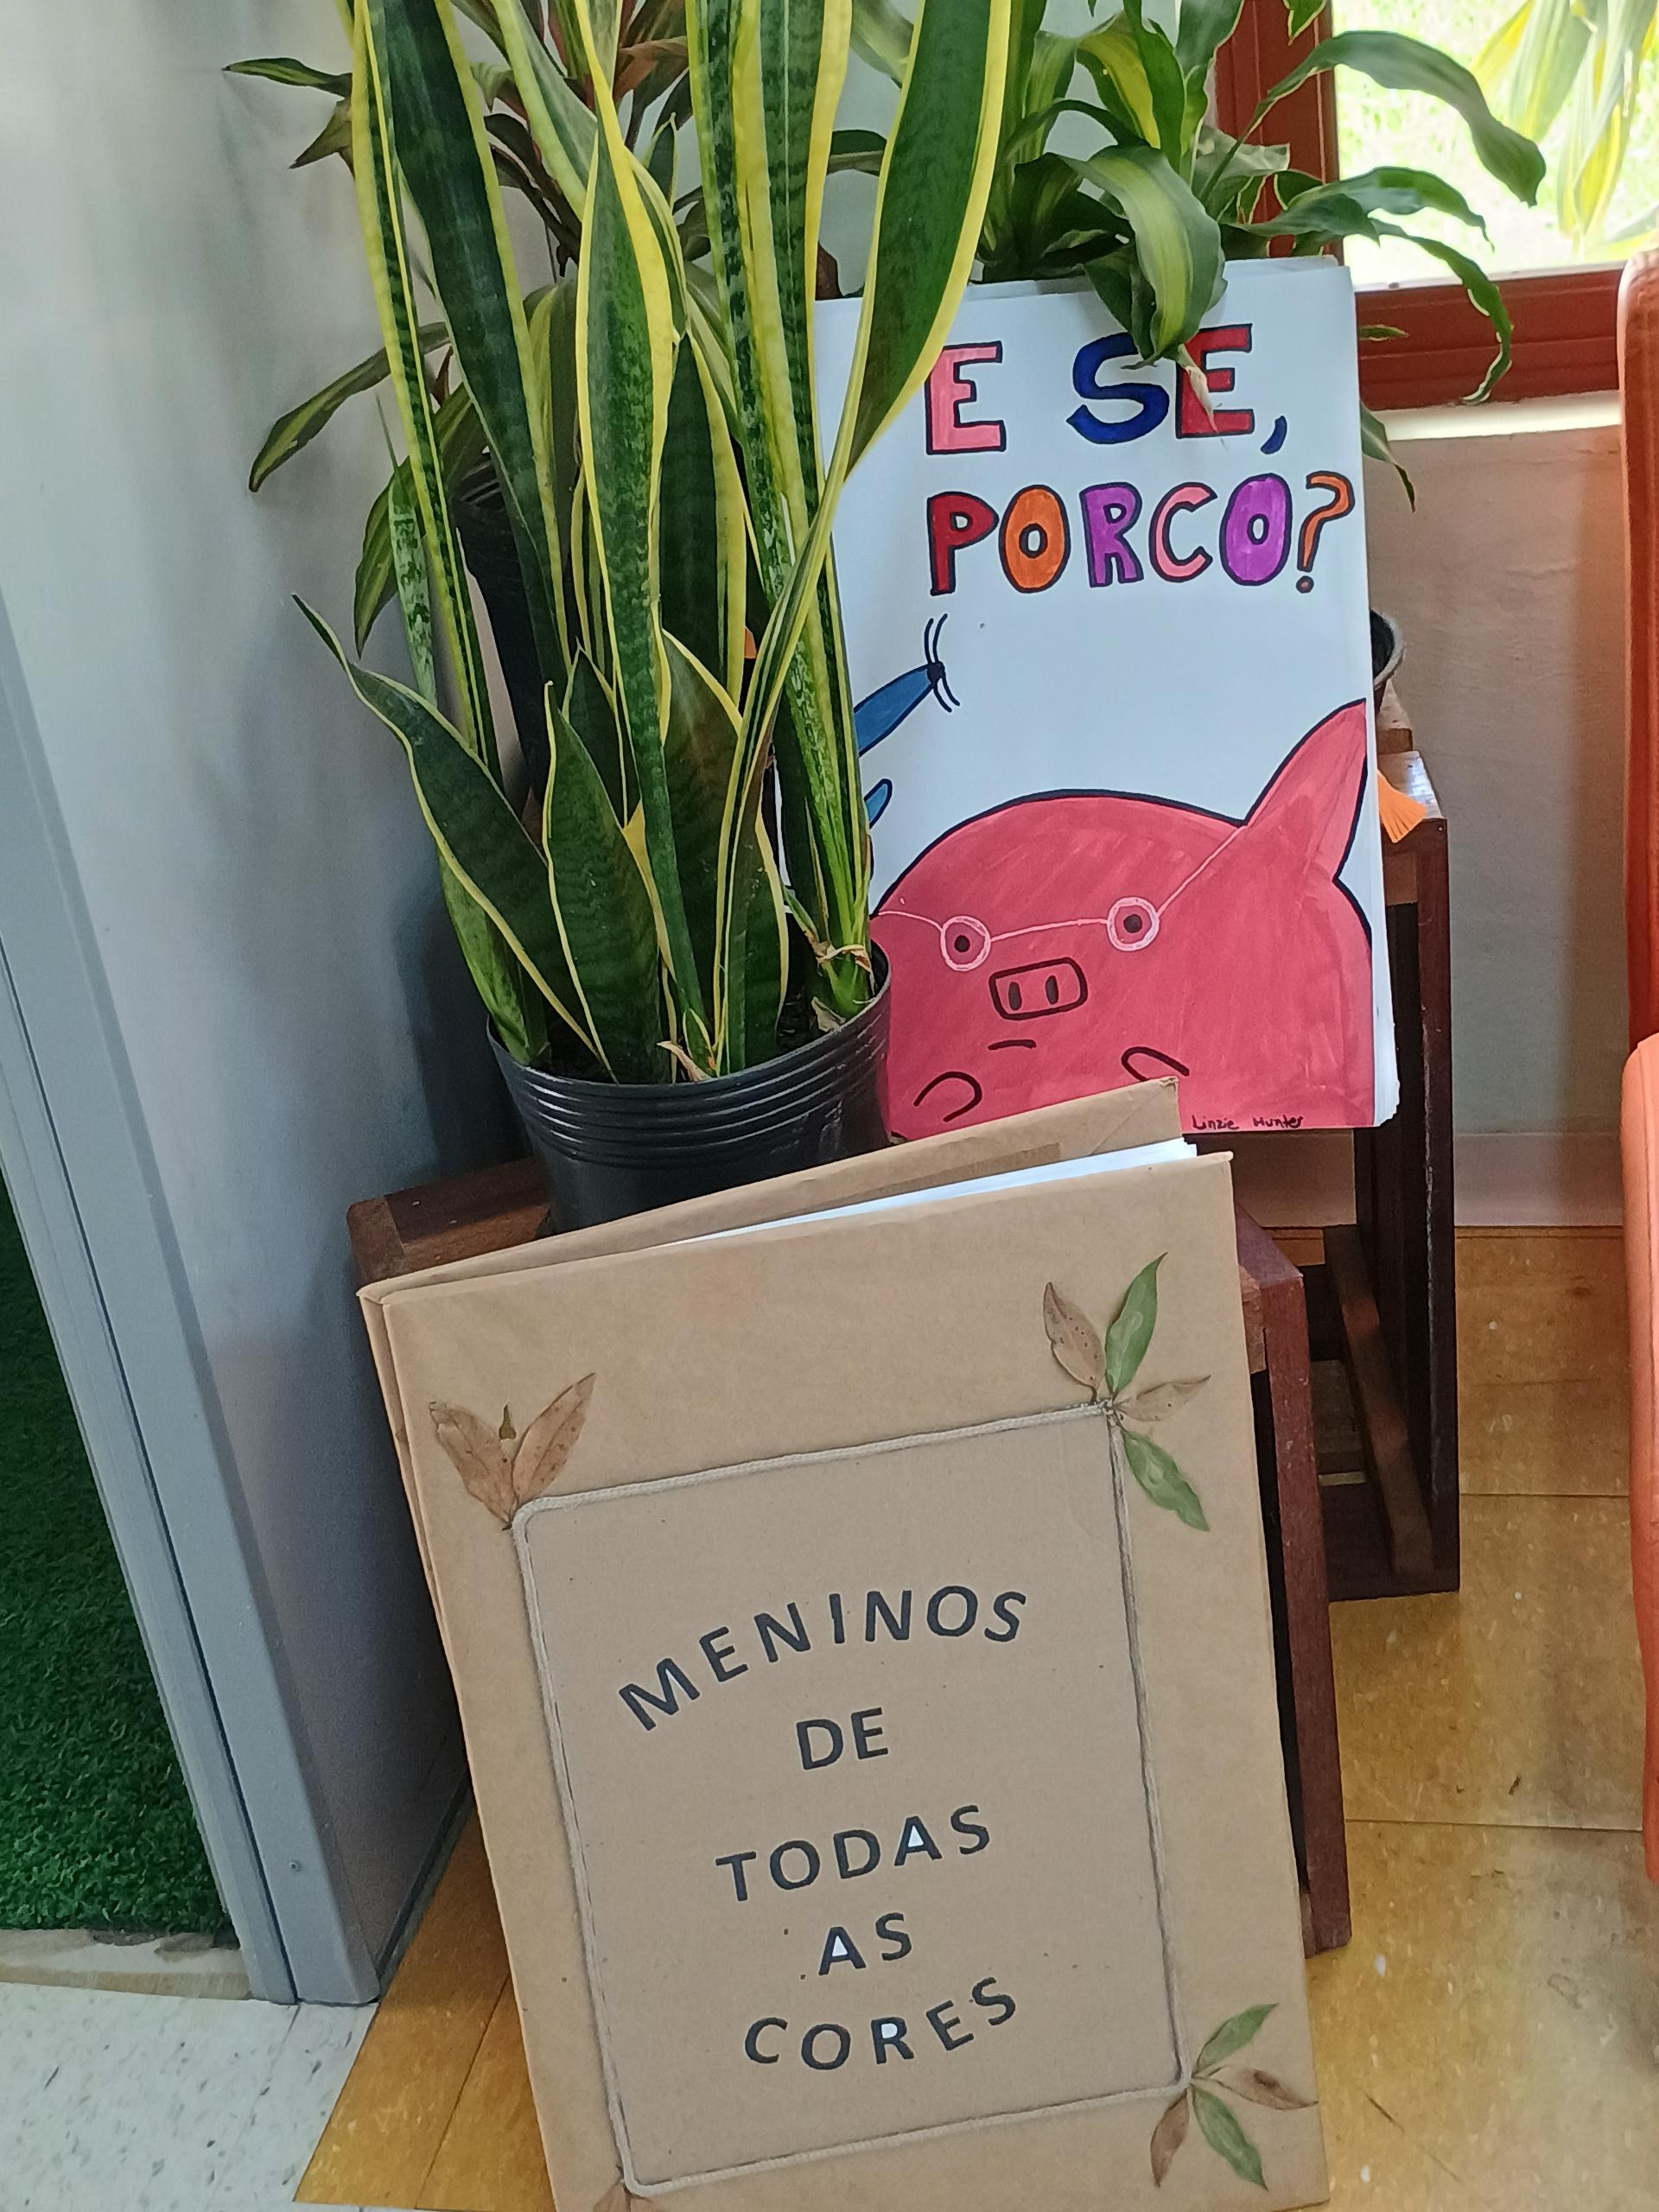 E SE,
PORCO?
Linzie Hunter
MENINOS
DE
TODAS
AS
CORES